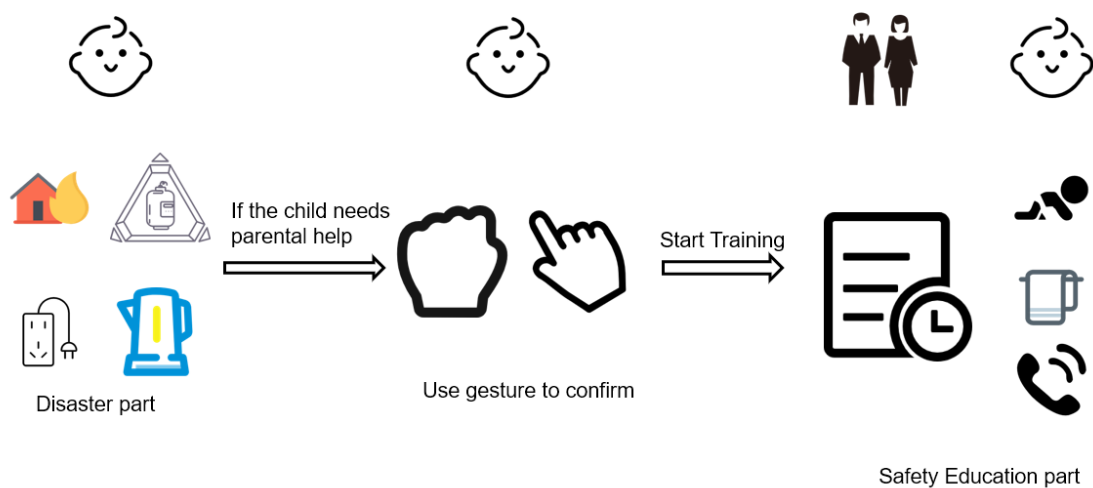 If the child needs
parental help
Start Training
Use gesture to confirm
Disaster part
Safety Education part